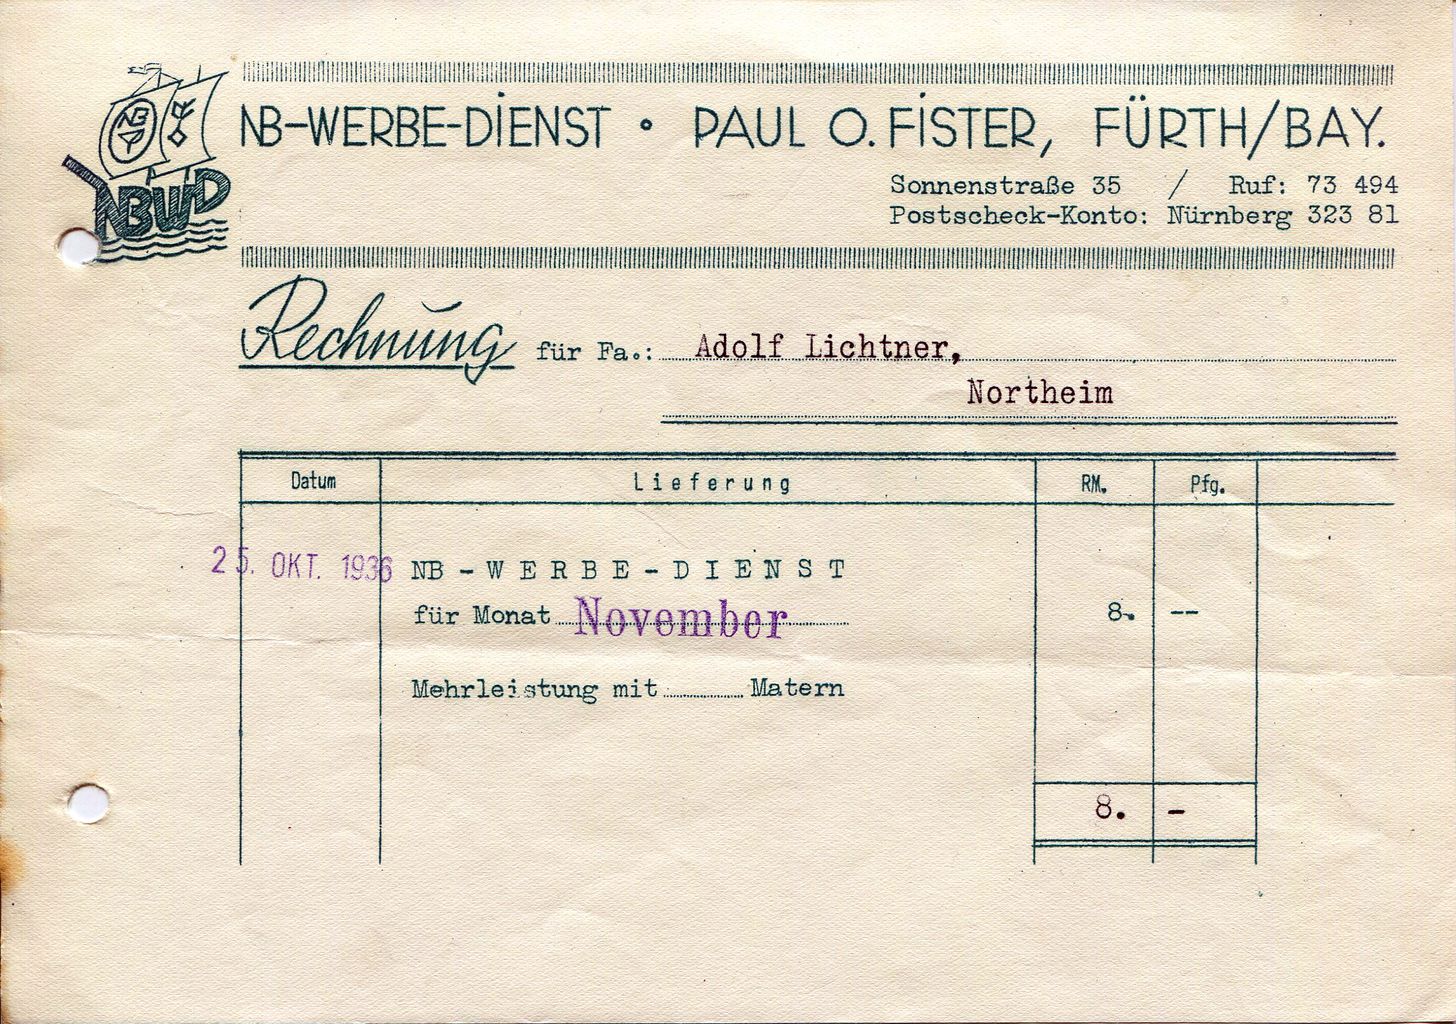 NB-WERBE-DIENST • PAUL O. FISTER, FÜRTH/BAY.
Sonnenstraße 35 / Ruf: 73 494
Postscheck-Konto: Nürnberg 323 81
NB
NBWD
Rechnung für Fa.: Adolf Lichtner,
Northeim
Datum Lieferung RM. Pfg.
25. OKT. 1936 NB-WERBE-DIENST
für Monat November 8. --
Mehrleistung mit ........ Matern
8. -